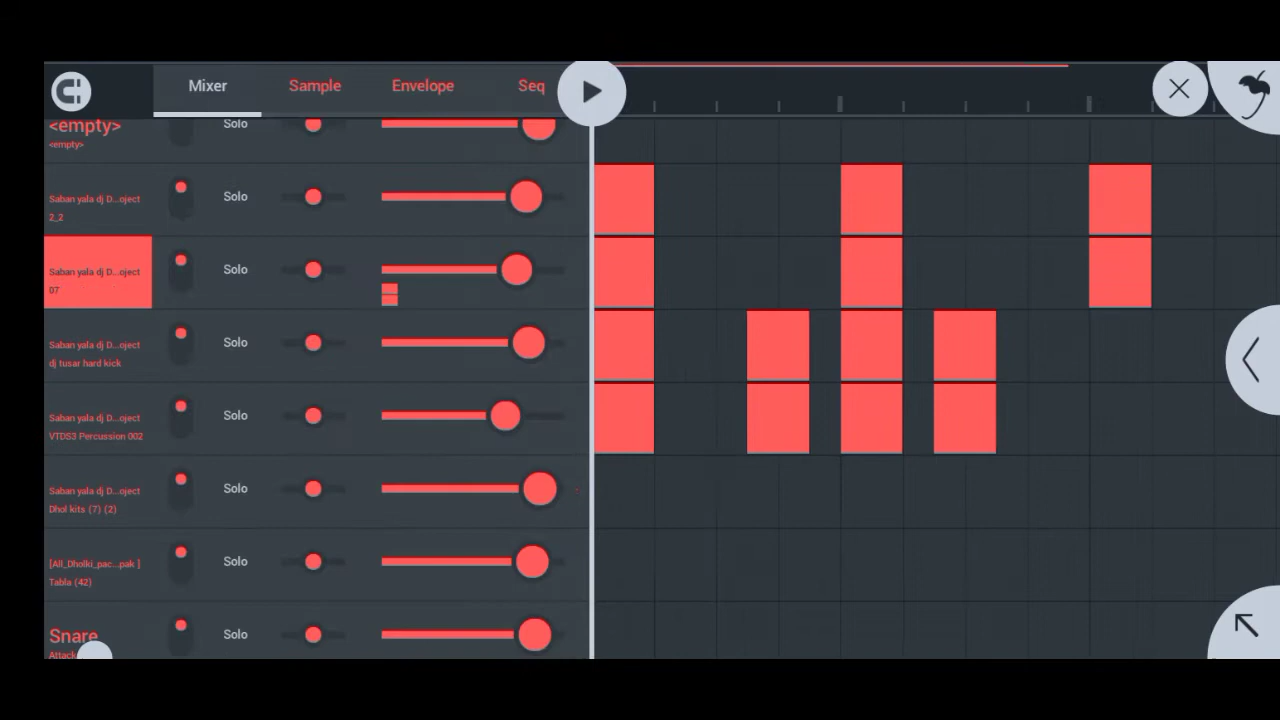 Mixer Sample Envelope Seq
<empty> Solo
<empty>
Saban yala dj D...oject Solo
2_2
Saban yala dj D...oject Solo
07
Saban yala dj D...oject Solo
dj tusar hard kick
Saban yala dj D...oject Solo
VTDS3 Percussion 002
Saban yala dj D...oject Solo
Dhol kits (7) (2)
[All_Dholki_pac...pak ] Solo
Tabla (42)
Snare Solo
Attack